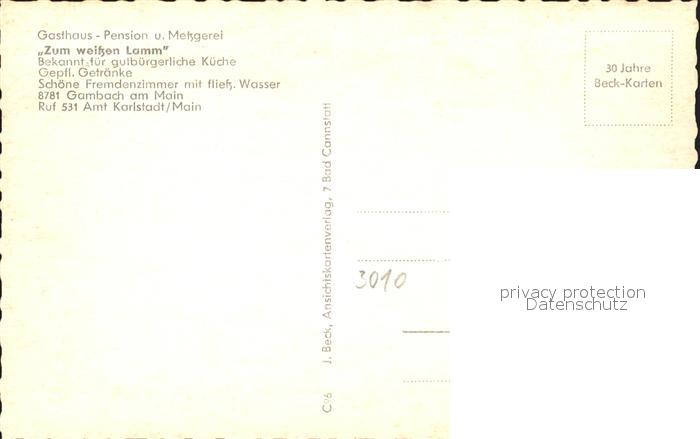 Gasthaus - Pension u. Metzgerei
„Zum weißen Lamm"
Bekannt für gutbürgerliche Küche
Gepfl. Getränke
Schöne Fremdenzimmer mit fließ. Wasser
8781 Gambach am Main
Ruf 531 Amt Karlstadt/Main
30 Jahre
Beck-Karten
J. Beck, Ansichtskartenverlag, 7 Bad Cannstatt
3010
privacy protection
Datenschutz